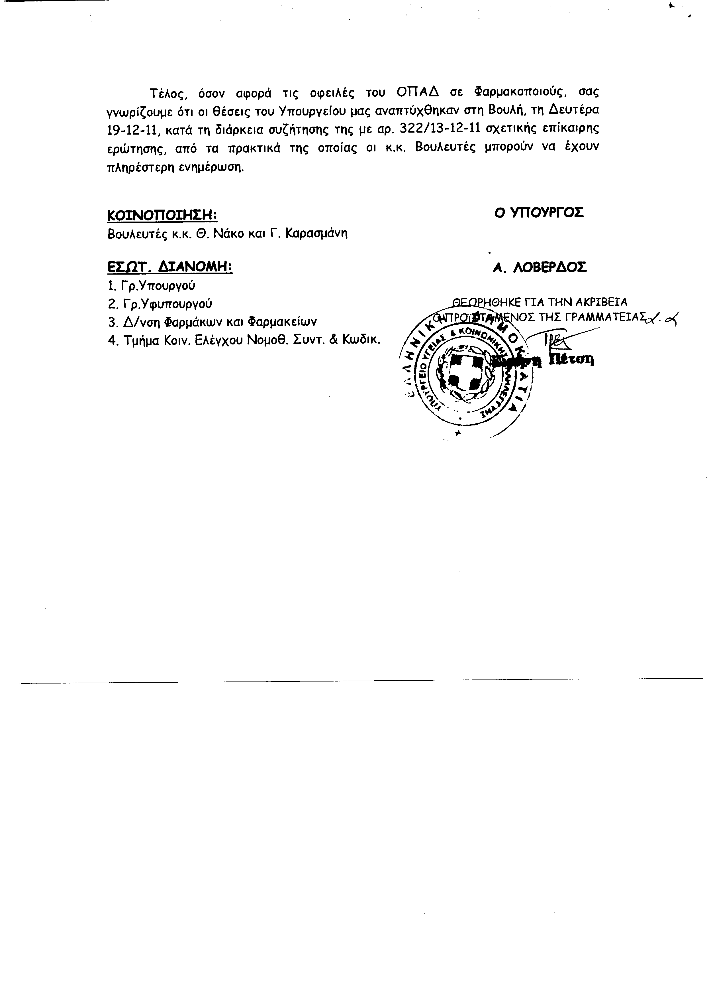 Τέλος, όσον αφορά τις οφειλές του ΟΠΑΔ σε Φαρμακοποιούς, σας
γνωρίζουμε ότι οι θέσεις του Υπουργείου μας αναπτύχθηκαν στη Βουλή, τη Δευτέρα
19-12-11, κατά τη διάρκεια συζήτησης της με αρ. 322/13-12-11 σχετικής επίκαιρης
ερώτησης, από τα πρακτικά της οποίας οι κ.κ. Βουλευτές μπορούν να έχουν
πληρέστερη ενημέρωση.
ΚΟΙΝΟΠΟΙΗΣΗ:
Βουλευτές κ.κ. Θ. Νάκο και Γ. Καρασμάνη
ΕΣΩΤ. ΔΙΑΝΟΜΗ:
1. Γρ.Υπουργού
2. Γρ.Υφυπουργού
3. Δ/νση Φαρμάκων και Φαρμακείων
4. Τμήμα Κοιν. Ελέγχου Νομοθ. Συντ. & Κωδικ.
Ο ΥΠΟΥΡΓΟΣ
Α. ΛΟΒΕΡΔΟΣ
ΘΕΩΡΗΘΗΚΕ ΓΙΑ ΤΗΝ ΑΚΡΙΒΕΙΑ
Ο ΠΡΟΪΣΤΑΜΕΝΟΣ ΤΗΣ ΓΡΑΜΜΑΤΕΙΑΣ α.α
Πέτση
ΕΛΛΗΝΙΚΗ ΔΗΜΟΚΡΑΤΙΑ
ΥΠΟΥΡΓΕΙΟ ΥΓΕΙΑΣ & ΚΟΙΝΩΝΙΚΗΣ ΑΛΛΗΛΕΓΓΥΗΣ